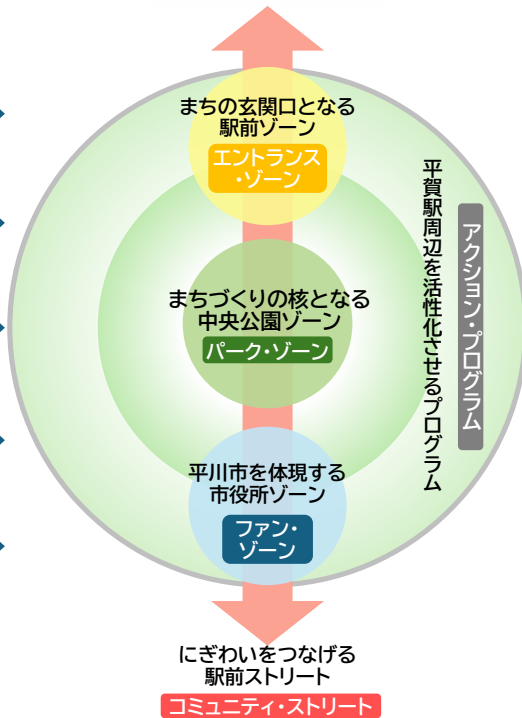 まちの玄関口となる
駅前ゾーン
エントランス
・ゾーン
まちづくりの核となる
中央公園ゾーン
パーク・ゾーン
平川市を体現する
市役所ゾーン
ファン・
ゾーン
アクション・プログラム
平賀駅周辺を活性化させるプログラム
にぎわいをつなげる
駅前ストリート
コミュニティ・ストリート